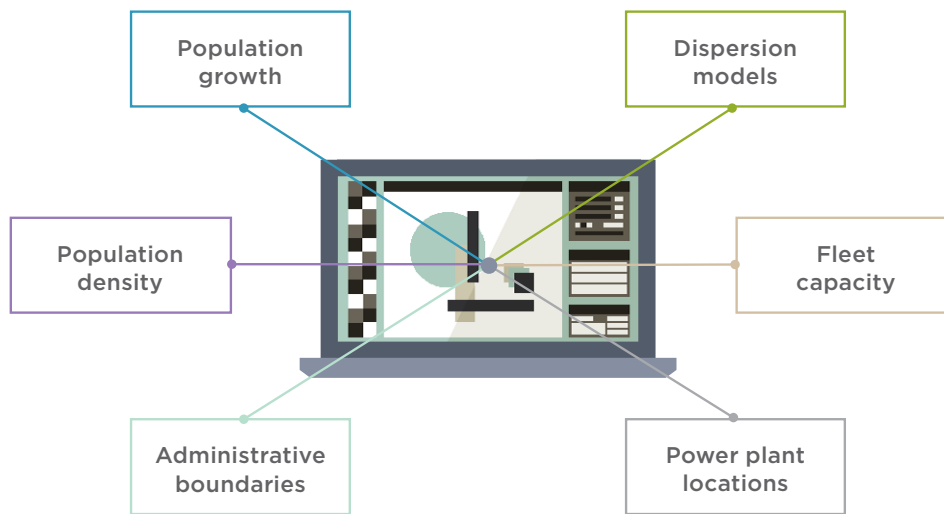 Population
growth
Dispersion
models
Population
density
Fleet
capacity
Administrative
boundaries
Power plant
locations